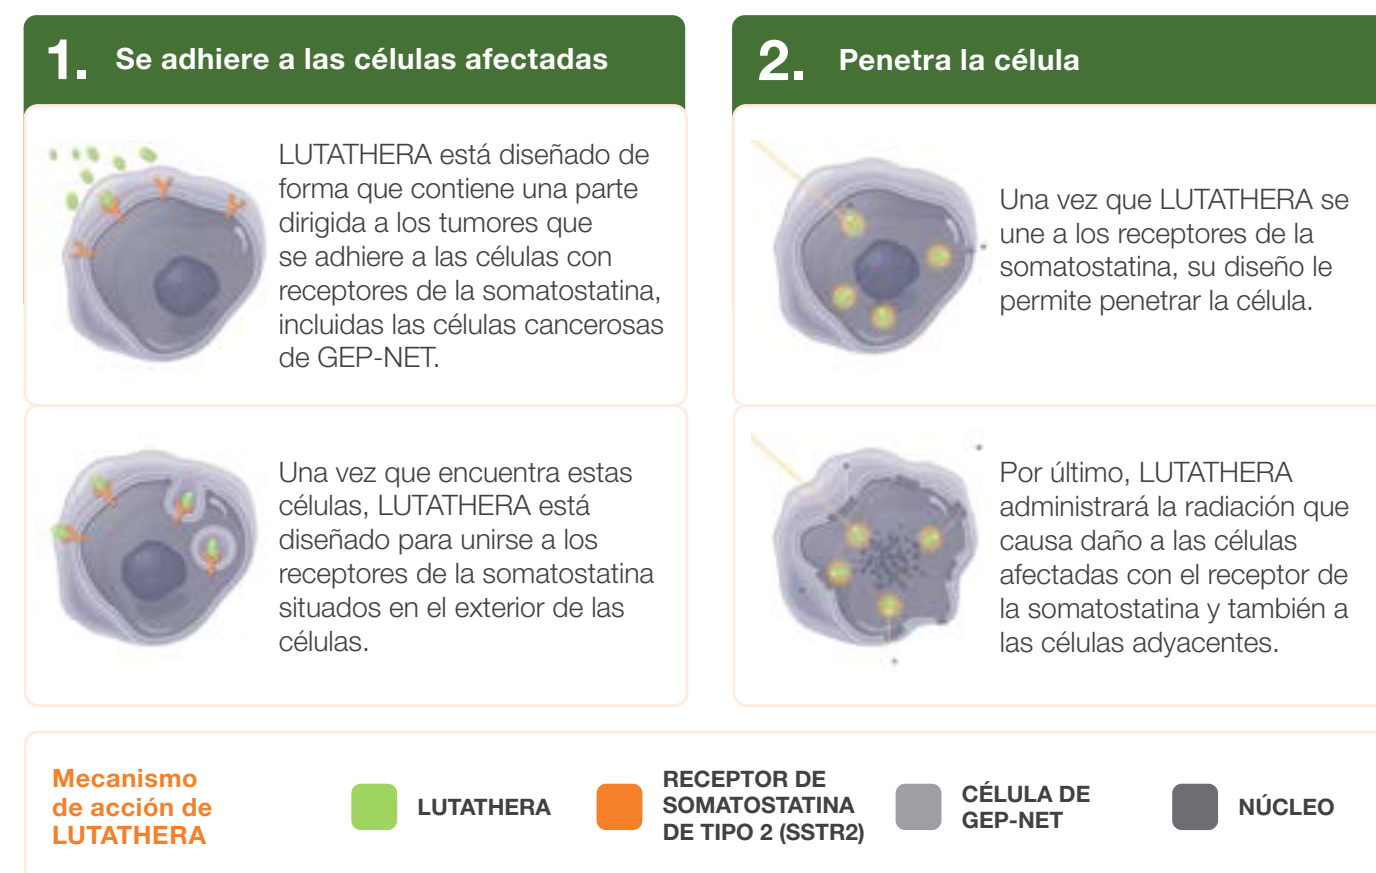 1. Se adhiere a las células afectadas
LUTATHERA está diseñado de
forma que contiene una parte
dirigida a los tumores que
se adhiere a las células con
receptores de la somatostatina,
incluidas las células cancerosas
de GEP-NET.
Una vez que encuentra estas
células, LUTATHERA está
diseñado para unirse a los
receptores de la somatostatina
situados en el exterior de las
células.
2. Penetra la célula
Una vez que LUTATHERA se
une a los receptores de la
somatostatina, su diseño le
permite penetrar la célula.
Por último, LUTATHERA
administrará la radiación que
causa daño a las células
afectadas con el receptor de
la somatostatina y también a
las células adyacentes.
Mecanismo
de acción de
LUTATHERA
LUTATHERA
RECEPTOR DE
SOMATOSTATINA
DE TIPO 2 (SSTR2)
CÉLULA DE
GEP-NET
NÚCLEO